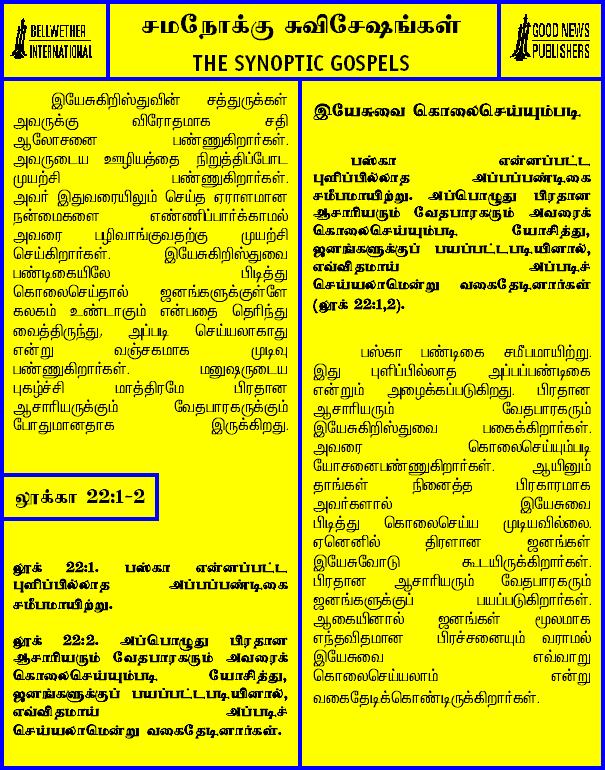 BELLWETHER
INTERNATIONAL
சமநோக்கு சுவிசேஷங்கள்
THE SYNOPTIC GOSPELS
GOOD NEWS
PUBLISHERS
இயேசுகிறிஸ்துவின் சத்துருக்கள்
அவருக்கு விரோதமாக சதி
ஆலோசனை பண்ணுகிறார்கள்.
அவருடைய ஊழியத்தை நிறுத்திப்போட
முயற்சி பண்ணுகிறார்கள்.
அவர் இதுவரையிலும் செய்த ஏராளமான
நன்மைகளை எண்ணிப்பார்க்காமல்
அவரை பழிவாங்குவதற்கு முயற்சி
செய்கிறார்கள். இயேசுகிறிஸ்துவை
பண்டிகையிலே பிடித்து
கொலைசெய்தால் ஜனங்களுக்குள்ளே
கலகம் உண்டாகும் என்பதை தெரிந்து
வைத்திருந்து, அப்படி செய்யலாகாது
என்று வஞ்சகமாக முடிவு
பண்ணுகிறார்கள். மனுஷருடைய
புகழ்ச்சி மாத்திரமே பிரதான
ஆசாரியருக்கும் வேதபாரகருக்கும்
போதுமானதாக இருக்கிறது.
லூக்கா 22:1-2
லூக் 22:1. பஸ்கா என்னப்பட்ட
புளிப்பில்லாத அப்பப்பண்டிகை
சமீபமாயிற்று.
லூக் 22:2. அப்பொழுது பிரதான
ஆசாரியரும் வேதபாரகரும் அவரைக்
கொலைசெய்யும்படி யோசித்து,
ஜனங்களுக்குப் பயப்பட்டபடியினால்,
எவ்விதமாய் அப்படிச்
செய்யலாமென்று வகைதேடினார்கள்.
இயேசுவை கொலைசெய்யும்படி
பஸ்கா என்னப்பட்ட
புளிப்பில்லாத அப்பப்பண்டிகை
சமீபமாயிற்று. அப்பொழுது பிரதான
ஆசாரியரும் வேதபாரகரும் அவரைக்
கொலைசெய்யும்படி யோசித்து,
ஜனங்களுக்குப் பயப்பட்டபடியினால்,
எவ்விதமாய் அப்படிச்
செய்யலாமென்று வகைதேடினார்கள்
(லூக் 22:1,2).
பஸ்கா பண்டிகை சமீபமாயிற்று.
இது புளிப்பில்லாத அப்பப்பண்டிகை
என்றும் அழைக்கப்படுகிறது. பிரதான
ஆசாரியரும் வேதபாரகரும்
இயேசுகிறிஸ்துவை பகைக்கிறார்கள்.
அவரை கொலைசெய்யும்படி
யோசனைபண்ணுகிறார்கள். ஆயினும்
தாங்கள் நினைத்த பிரகாரமாக
அவர்களால் இயேசுவை
பிடித்து கொலைசெய்ய முடியவில்லை.
ஏனெனில் திரளான ஜனங்கள்
இயேசுவோடு கூடயிருக்கிறார்கள்.
பிரதான ஆசாரியரும் வேதபாரகரும்
ஜனங்களுக்குப் பயப்படுகிறார்கள்.
ஆகையினால் ஜனங்கள் மூலமாக
எந்தவிதமான பிரச்சனையும் வராமல்
இயேசுவை எவ்வாறு
கொலைசெய்யலாம் என்று
வகைதேடிக்கொண்டிருக்கிறார்கள்.